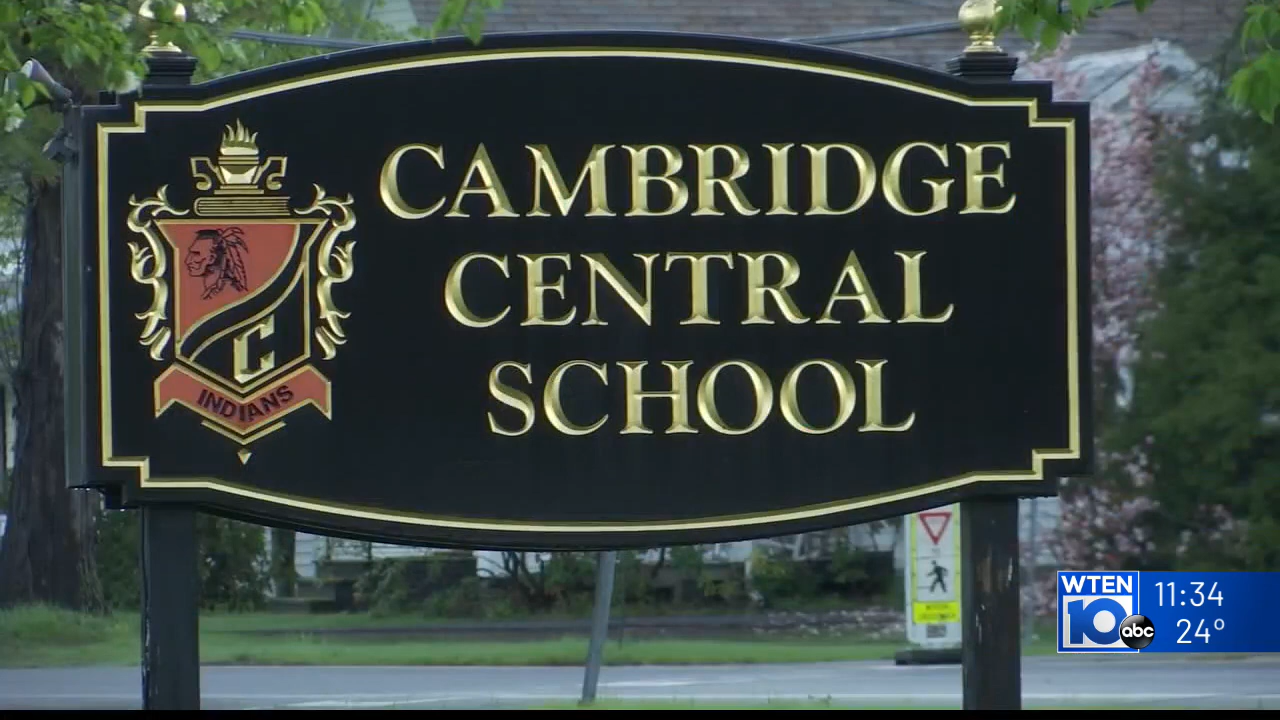 CAMBRIDGE
CENTRAL
SCHOOL
C
INDIANS
WTEN
10
abc
11:34
24°